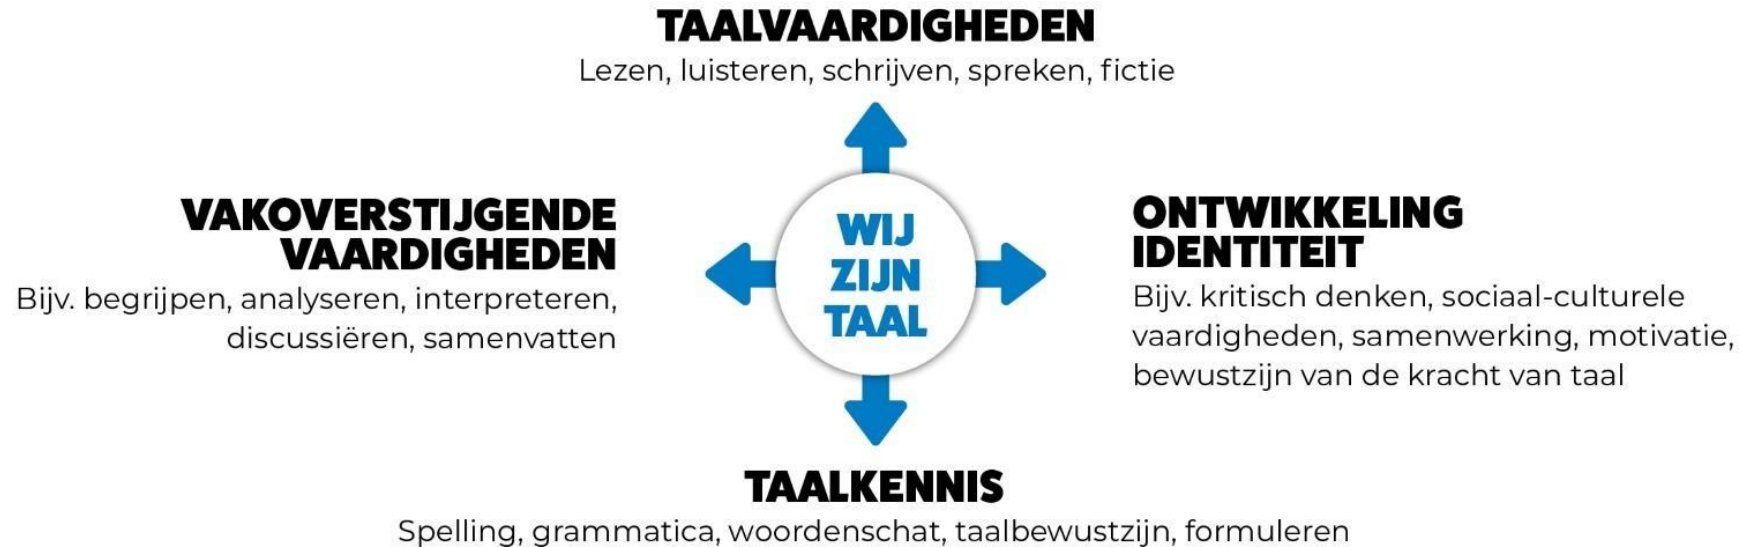 TAALVAARDIGHEDEN
Lezen, luisteren, schrijven, spreken, fictie
VAKOVERSTIJGENDE
VAARDIGHEDEN
Bijv. begrijpen, analyseren, interpreteren,
discussiëren, samenvatten
WIJ
ZIJN
TAAL
ONTWIKKELING
IDENTITEIT
Bijv. kritisch denken, sociaal-culturele
vaardigheden, samenwerking, motivatie,
bewustzijn van de kracht van taal
TAALKENNIS
Spelling, grammatica, woordenschat, taalbewustzijn, formuleren